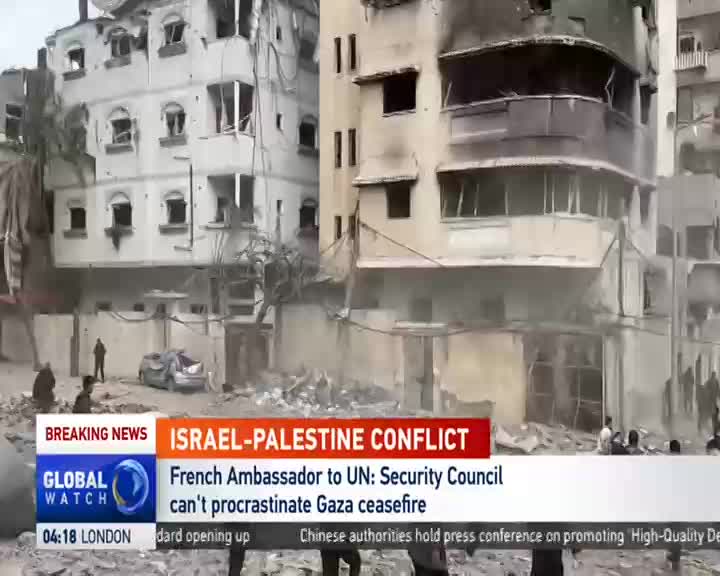 BREAKING NEWS
ISRAEL-PALESTINE CONFLICT
GLOBAL
WATCH
French Ambassador to UN: Security Council
can't procrastinate Gaza ceasefire
04:18 LONDON
dard opening up Chinese authorities hold press conference on promoting 'High-Quality De